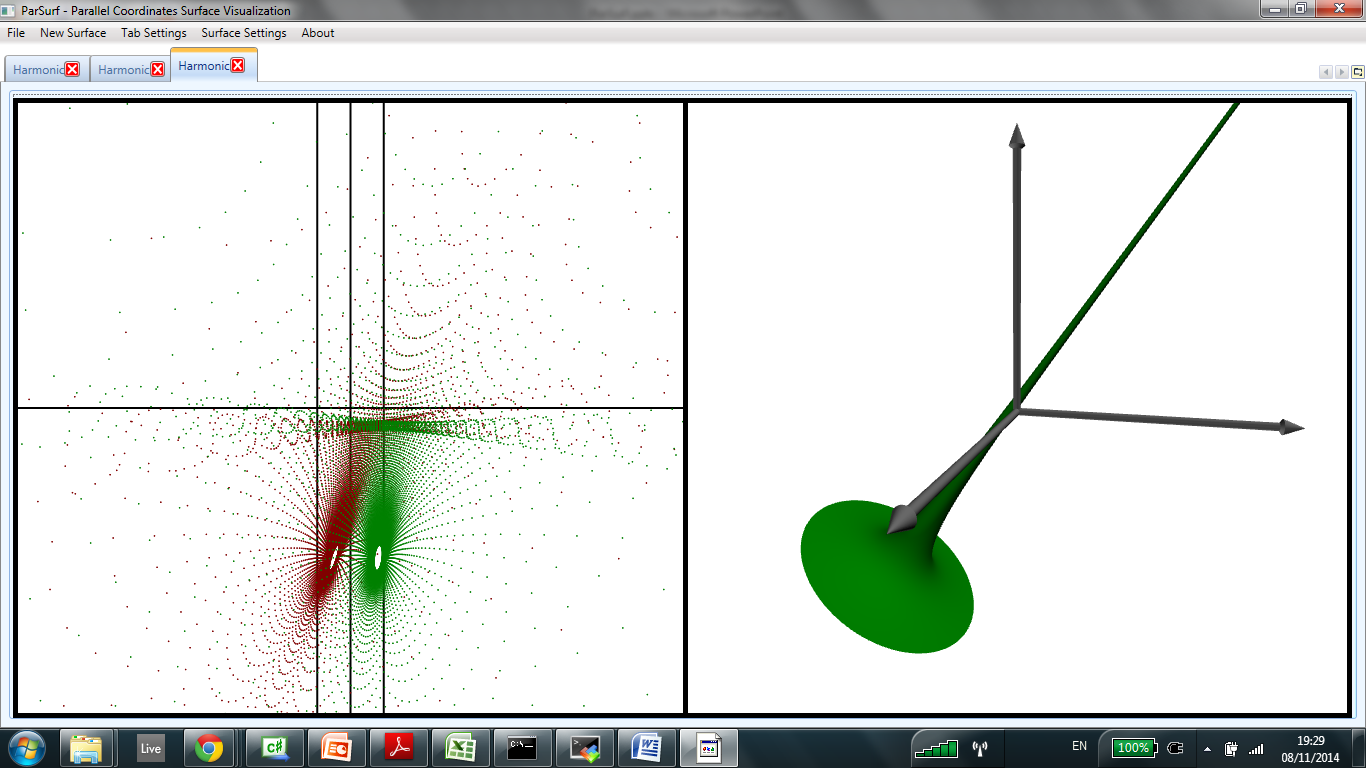 ParSurf - Parallel Coordinates Surface Visualization
File New Surface Tab Settings Surface Settings About
Harmonic Harmonic Harmonic
Live
C#
C:\
EN
100%
19:29
08/11/2014